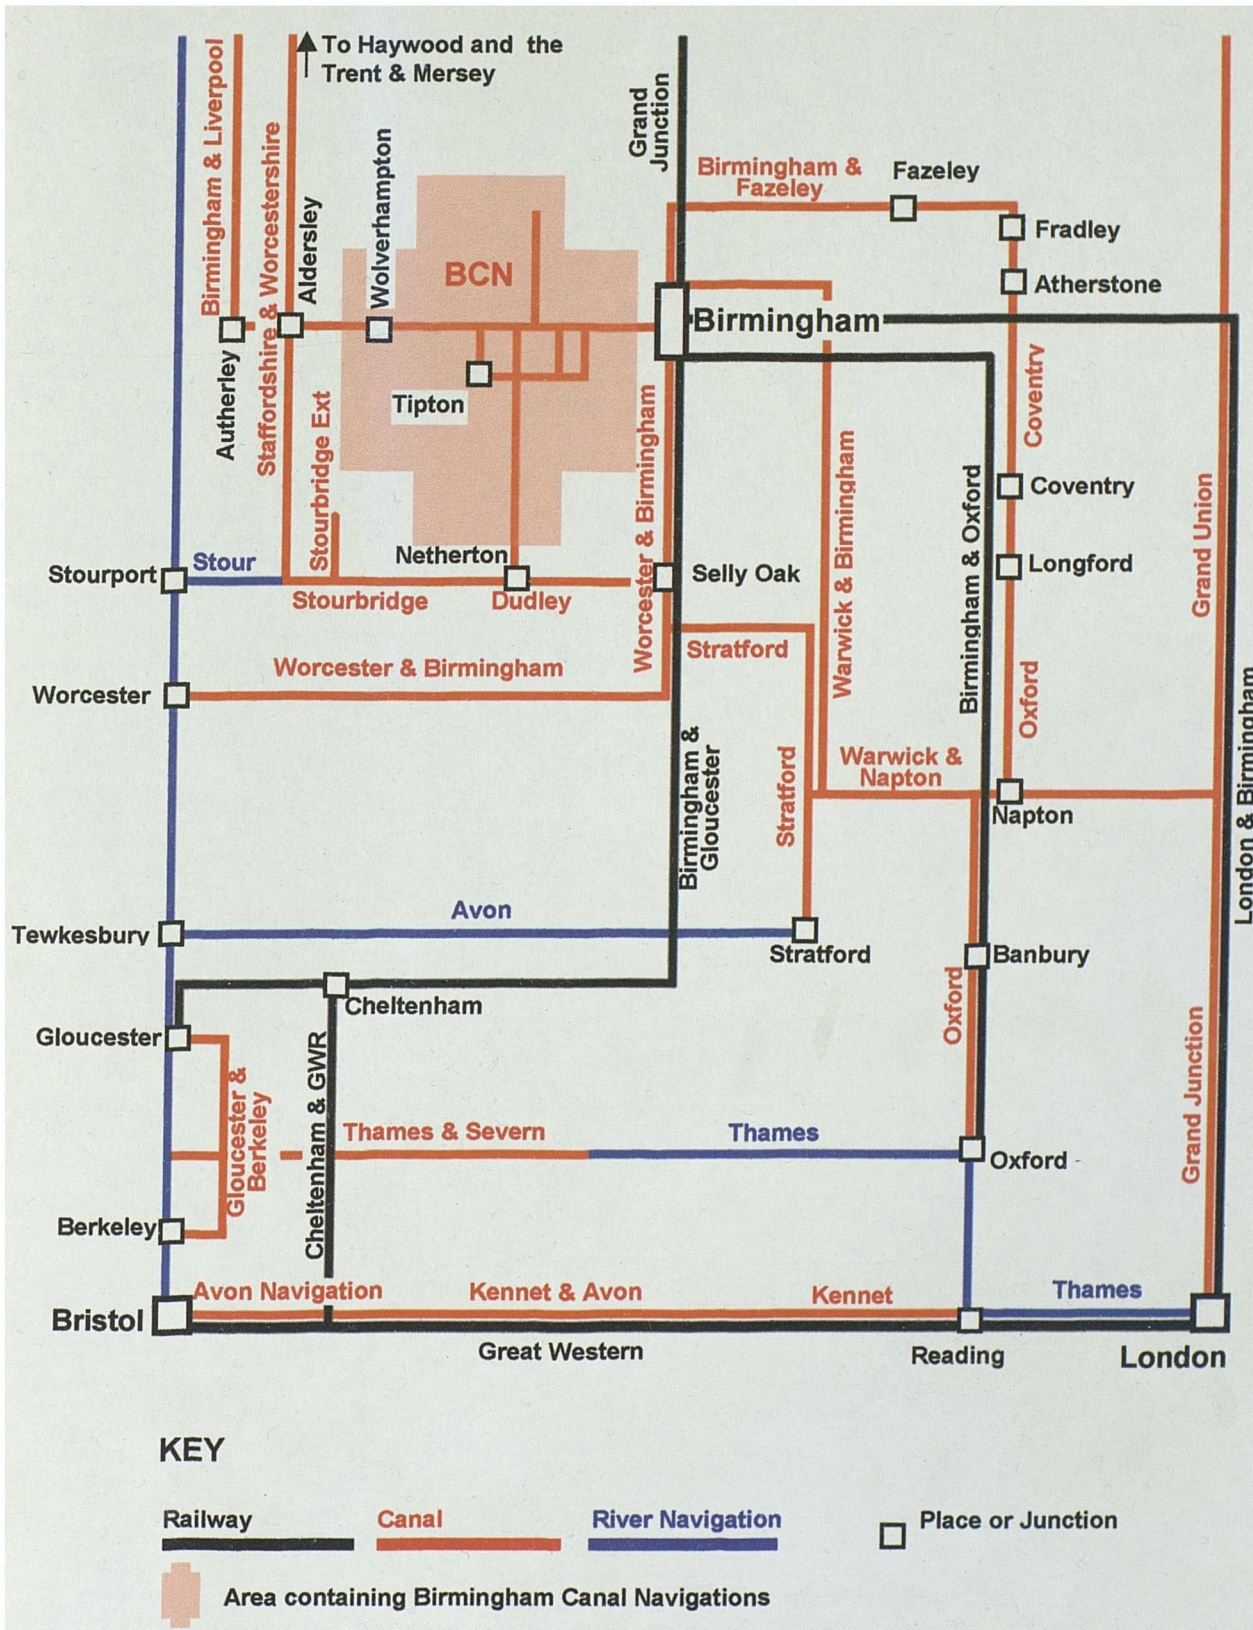 To Haywood and the
Trent & Mersey
Birmingham & Liverpool
Staffordshire & Worcestershire
Aldersley
Wolverhampton
Grand
Junction
Birmingham &
Fazeley
Fazeley
Fradley
Atherstone
BCN
Birmingham
Autherley
Tipton
Stourbridge Ext
Worcester & Birmingham
Warwick & Birmingham
Birmingham & Oxford
Coventry
Coventry
Longford
Grand Union
Netherton
Stourport
Stour
Selly Oak
Stourbridge
Dudley
Stratford
Worcester & Birmingham
Worcester
Oxford
London & Birmingham
Birmingham &
Gloucester
Stratford
Warwick &
Napton
Napton
Avon
Tewkesbury
Stratford
Banbury
Cheltenham
Oxford
Gloucester
Gloucester &
Berkeley
Cheltenham & GWR
Thames & Severn
Thames
Oxford
Grand Junction
Berkeley
Avon Navigation
Kennet & Avon
Kennet
Thames
Bristol
Great Western
Reading
London
KEY
Railway
Canal
River Navigation
Place or Junction
Area containing Birmingham Canal Navigations